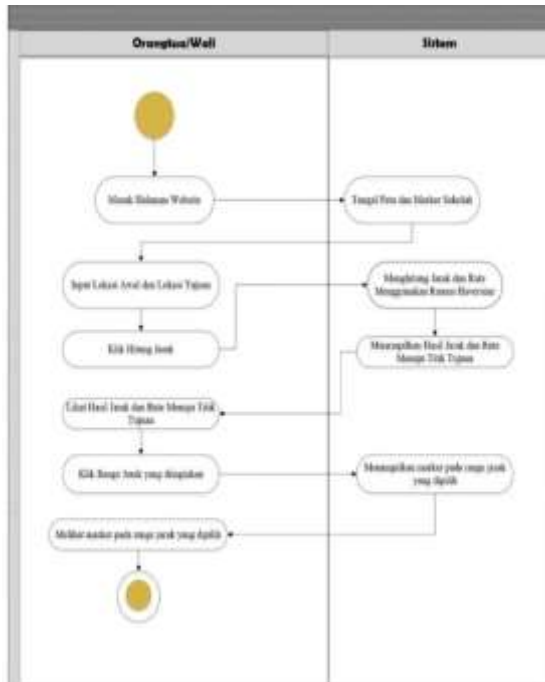 Orangtua/Wali
Sistem
Masuk Halaman Website
Tampil Peta dan Marker Sekolah
Input Lokasi Awal dan Lokasi Tujuan
Menghitung Jarak dan Rute
Menggunakan Rumus Haversine
Klik Hitung Jarak
Menampilkan Hasil Jarak dan Rute
Menuju Titik Tujuan
Lihat Hasil Jarak dan Rute Menuju Titik
Tujuan
Klik Range Jarak yang diinginkan
Menampilkan marker pada range jarak
yang dipilih
Melihat marker pada range jarak yang dipilih